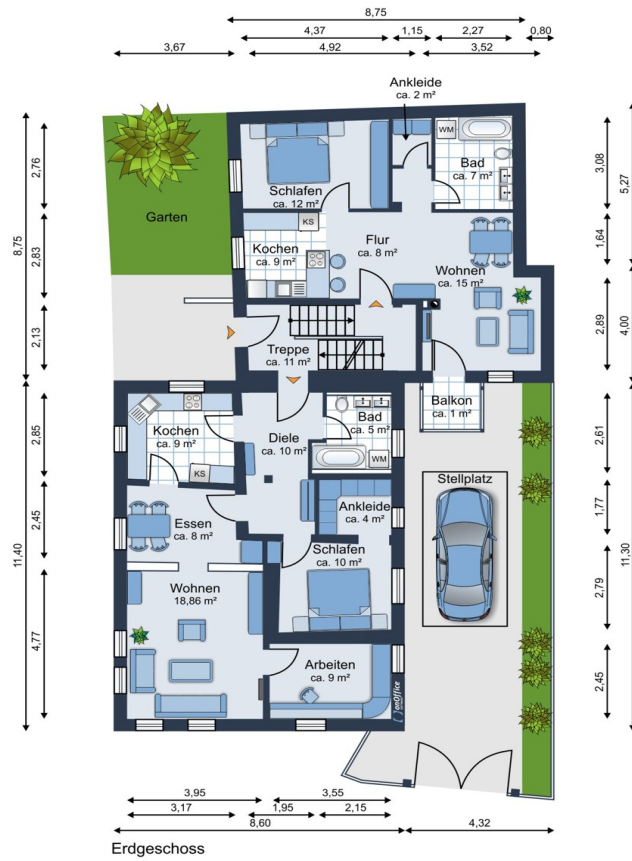 8,75
4,37
1,15
2,27
0,80
3,67
4,92
3,52
Ankleide
ca. 2 m²
WM
Bad
ca. 7 m²
Schlafen
ca. 12 m²
Garten
KS
Kochen
ca. 9 m²
Flur
ca. 8 m²
Wohnen
ca. 15 m²
Treppe
ca. 11 m²
Balkon
ca. 1 m²
Kochen
ca. 9 m²
KS
Diele
ca. 10 m²
Bad
ca. 5 m²
WM
Stellplatz
Essen
ca. 8 m²
Ankleide
ca. 4 m²
Schlafen
ca. 10 m²
Wohnen
18,86 m²
Arbeiten
ca. 9 m²
onOffice
8,75
2,76
2,83
2,13
11,40
2,85
2,45
4,77
3,08
1,64
2,89
5,27
4,00
2,61
1,77
2,79
2,45
11,30
3,95
3,55
3,17
1,95
2,15
8,60
4,32
Erdgeschoss